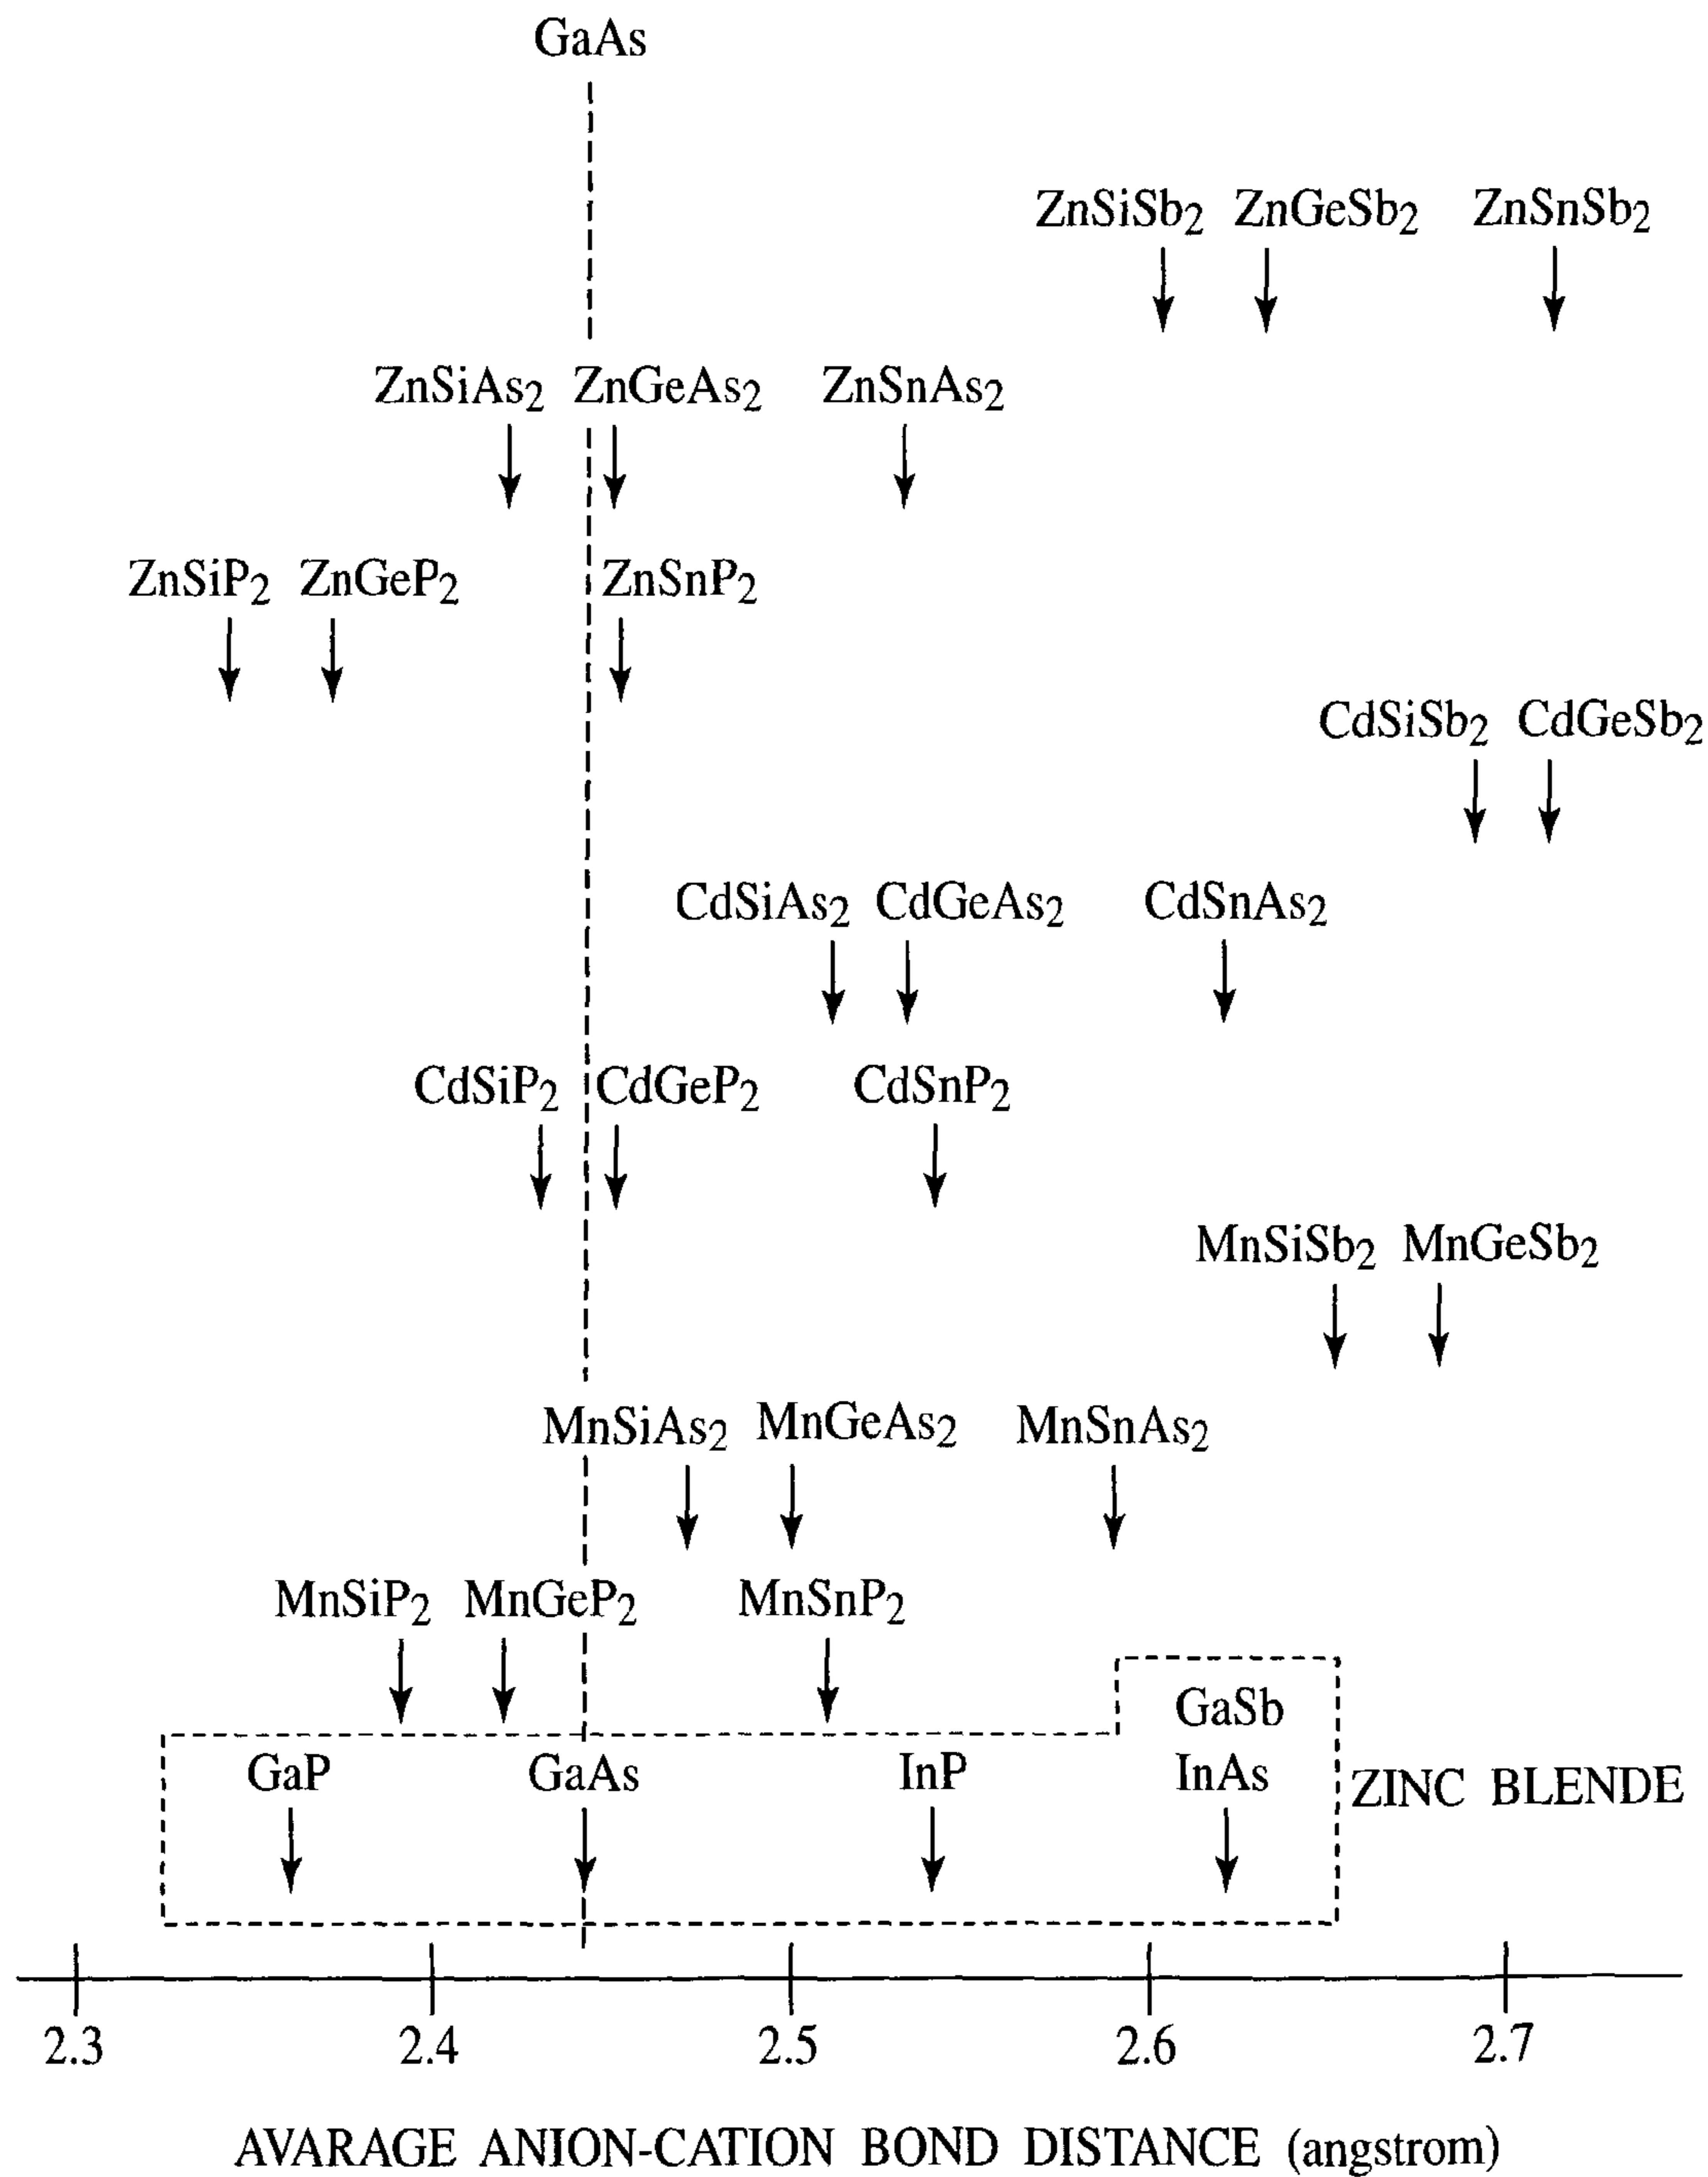 GaAs
ZnSiSb2 ZnGeSb2 ZnSnSb2
ZnSiAs2 ZnGeAs2 ZnSnAs2
ZnSiP2 ZnGeP2 ZnSnP2
CdSiSb2 CdGeSb2
CdSiAs2 CdGeAs2 CdSnAs2
CdSiP2 CdGeP2 CdSnP2
MnSiSb2 MnGeSb2
MnSiAs2 MnGeAs2 MnSnAs2
MnSiP2 MnGeP2 MnSnP2
GaSb
GaP GaAs InP InAs ZINC BLENDE
2.3 2.4 2.5 2.6 2.7
AVARAGE ANION-CATION BOND DISTANCE (angstrom)